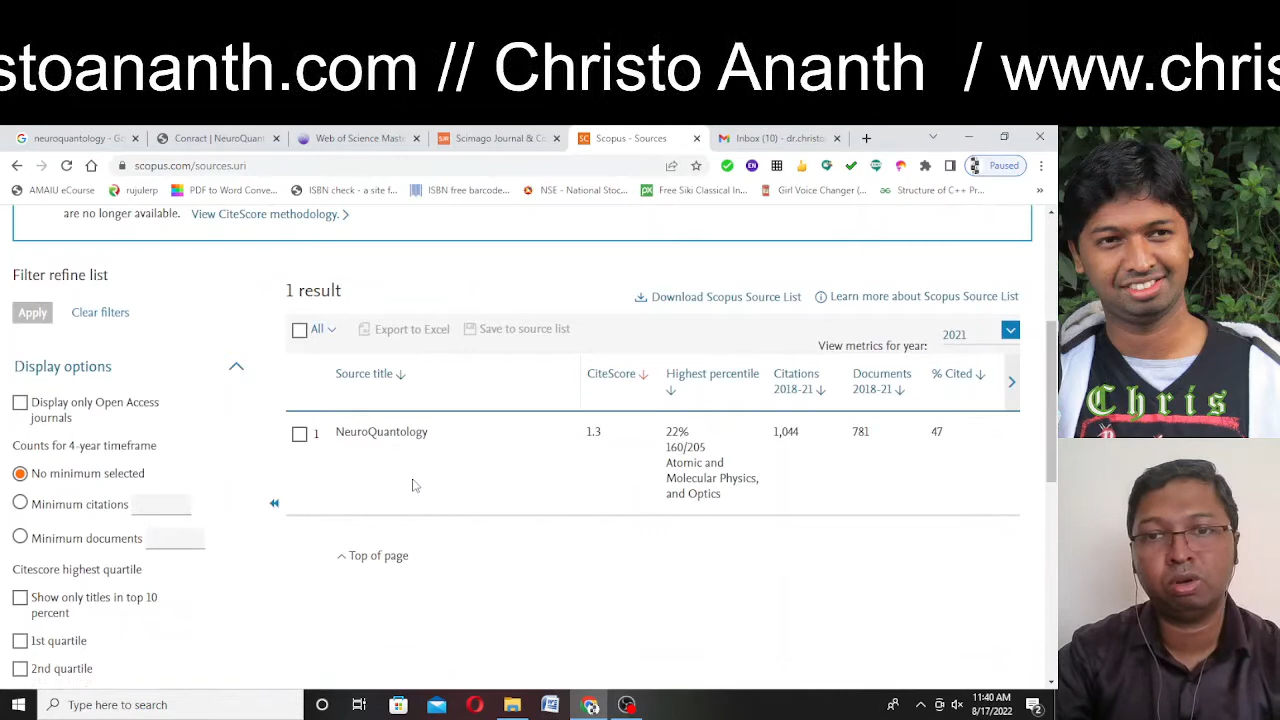 stoananth.com // Christo Ananth / www.chris
neuroquantology - Go
Conract | NeuroQuant
Web of Science Maste
Scimago Journal & Co
Scopus - Sources
Inbox (10) - dr.christo
scopus.com/sources.uri
Paused
AMAIU eCourse
rujulerp
PDF to Word Conve...
ISBN check - a site f...
ISBN free barcode...
NSE - National Stoc...
Free Siki Classical In...
Girl Voice Changer (...
Structure of C++ Pr...
are no longer available. View CiteScore methodology. >
Filter refine list
Apply
Clear filters
Display options
Display only Open Access
journals
Counts for 4-year timeframe
No minimum selected
Minimum citations
Minimum documents
Citescore highest quartile
Show only titles in top 10
percent
1st quartile
2nd quartile
1 result
Download Scopus Source List
Learn more about Scopus Source List
All
Export to Excel
Save to source list
View metrics for year:
2021
Source title
CiteScore
Highest percentile
Citations
2018-21
Documents
2018-21
% Cited
1
NeuroQuantology
1.3
22%
160/205
Atomic and
Molecular Physics,
and Optics
1,044
781
47
Top of page
Chris
Type here to search
11:40 AM
8/17/2022
2